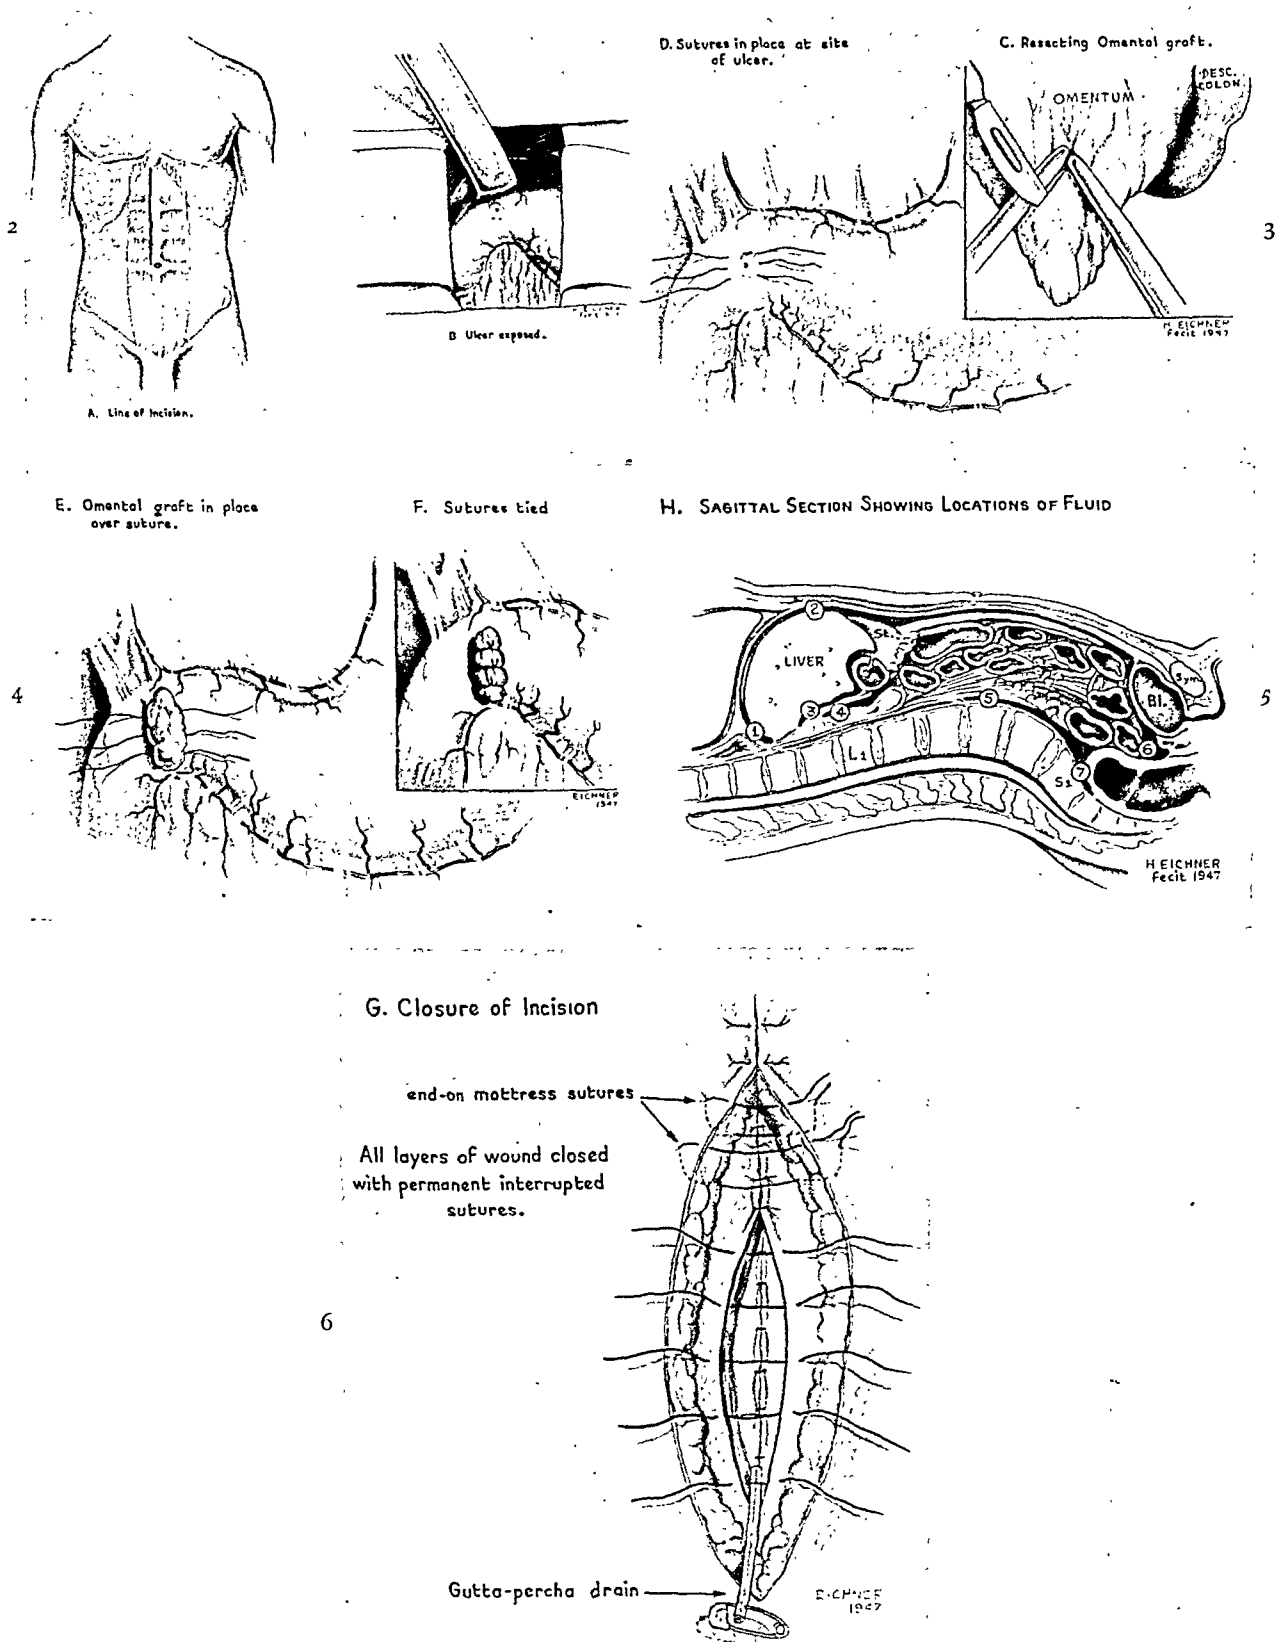 2
A. Line of Incision.
B Ulcer exposed.
D. Sutures in place at site
of ulcer.
C. Resecting Omental graft.
DESC.
COLON.
OMENTUM
H EICHNER
Fecit 1947
3
4
E. Omental graft in place
over suture.
F. Sutures tied
EICHNER
1947
H. SAGITTAL SECTION SHOWING LOCATIONS OF FLUID
2
St.
LIVER
Sym.
Bl.
5
3
4
1
6
L1
7
S1
H EICHNER
Fecit 1947
5
G. Closure of Incision
end-on mattress sutures
All layers of wound closed
with permanent interrupted
sutures.
6
Gutta-percha drain
EICHNER
1947